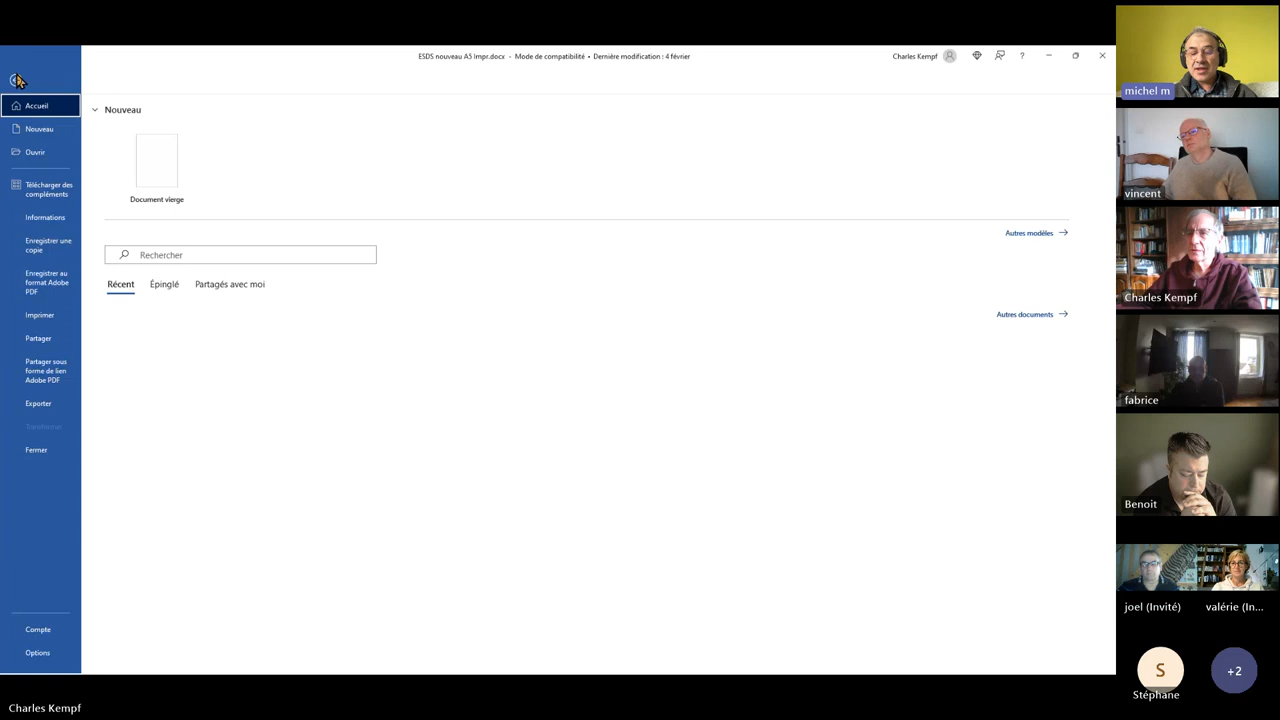 ESDS nouveau A5 Impr.docx • Mode de compatibilité • Dernière modification : 4 février
Charles Kempf
?
Accueil
Nouveau
Ouvrir
Télécharger des
compléments
Informations
Enregistrer une
copie
Enregistrer au
format Adobe
PDF
Imprimer
Partager
Partager sous
forme de lien
Adobe PDF
Exporter
Transformer
Fermer
Compte
Options
Nouveau
Document vierge
Autres modèles
Rechercher
Récent
Épinglé
Partagés avec moi
Autres documents
michel m
vincent
Charles Kempf
fabrice
Benoit
joel (Invité)
valérie (In...
S
Stéphane
+2
Charles Kempf